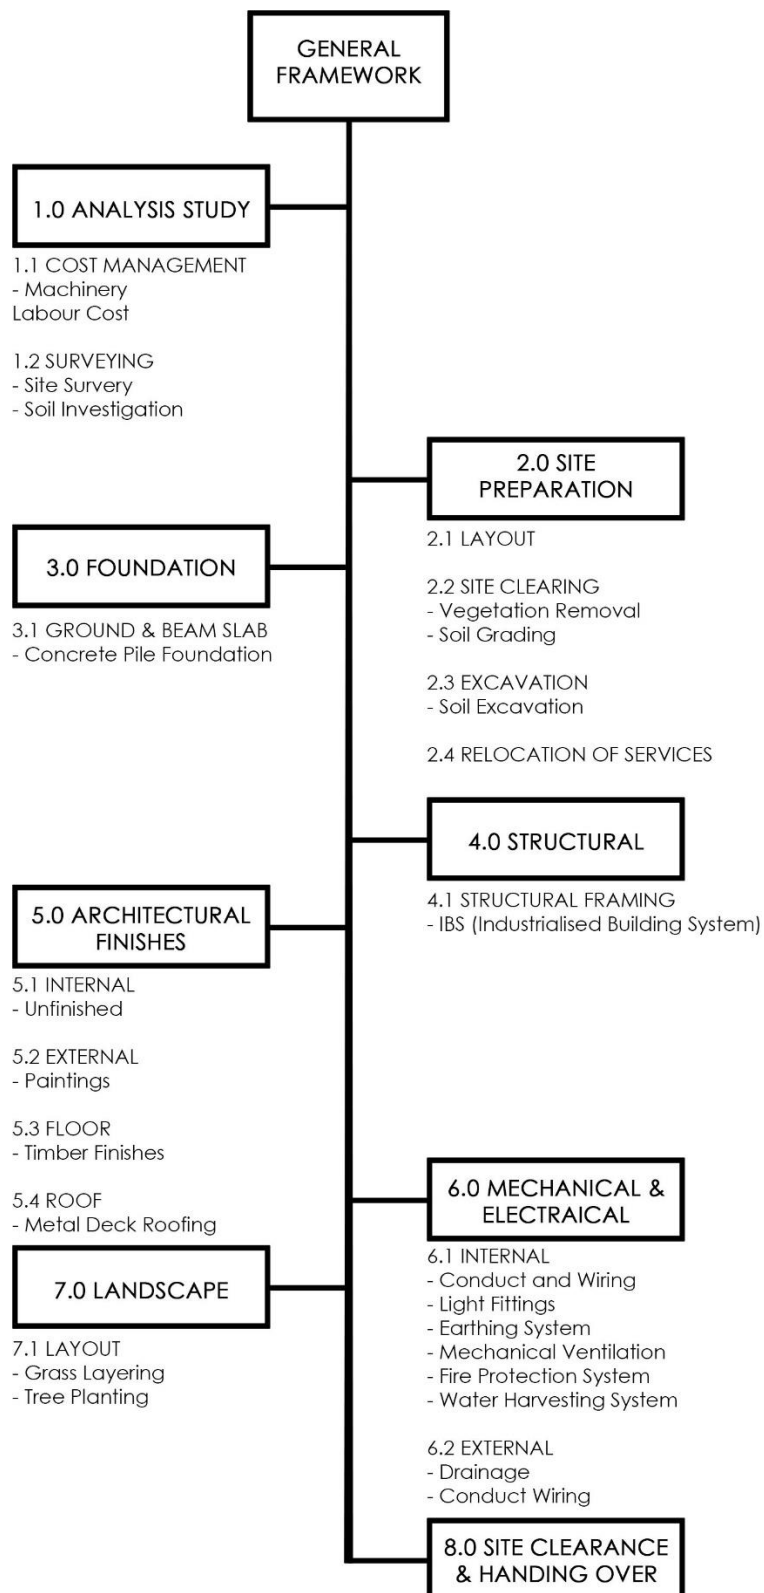 GENERAL
FRAMEWORK
1.0 ANALYSIS STUDY
1.1 COST MANAGEMENT
- Machinery
Labour Cost
1.2 SURVEYING
- Site Survery
- Soil Investigation
2.0 SITE
PREPARATION
2.1 LAYOUT
2.2 SITE CLEARING
- Vegetation Removal
- Soil Grading
2.3 EXCAVATION
- Soil Excavation
2.4 RELOCATION OF SERVICES
3.0 FOUNDATION
3.1 GROUND & BEAM SLAB
- Concrete Pile Foundation
4.0 STRUCTURAL
4.1 STRUCTURAL FRAMING
- IBS (Industrialised Building System)
5.0 ARCHITECTURAL
FINISHES
5.1 INTERNAL
- Unfinished
5.2 EXTERNAL
- Paintings
5.3 FLOOR
- Timber Finishes
5.4 ROOF
- Metal Deck Roofing
6.0 MECHANICAL &
ELECTRAICAL
6.1 INTERNAL
- Conduct and Wiring
- Light Fittings
- Earthing System
- Mechanical Ventilation
- Fire Protection System
- Water Harvesting System
6.2 EXTERNAL
- Drainage
- Conduct Wiring
7.0 LANDSCAPE
7.1 LAYOUT
- Grass Layering
- Tree Planting
8.0 SITE CLEARANCE
& HANDING OVER